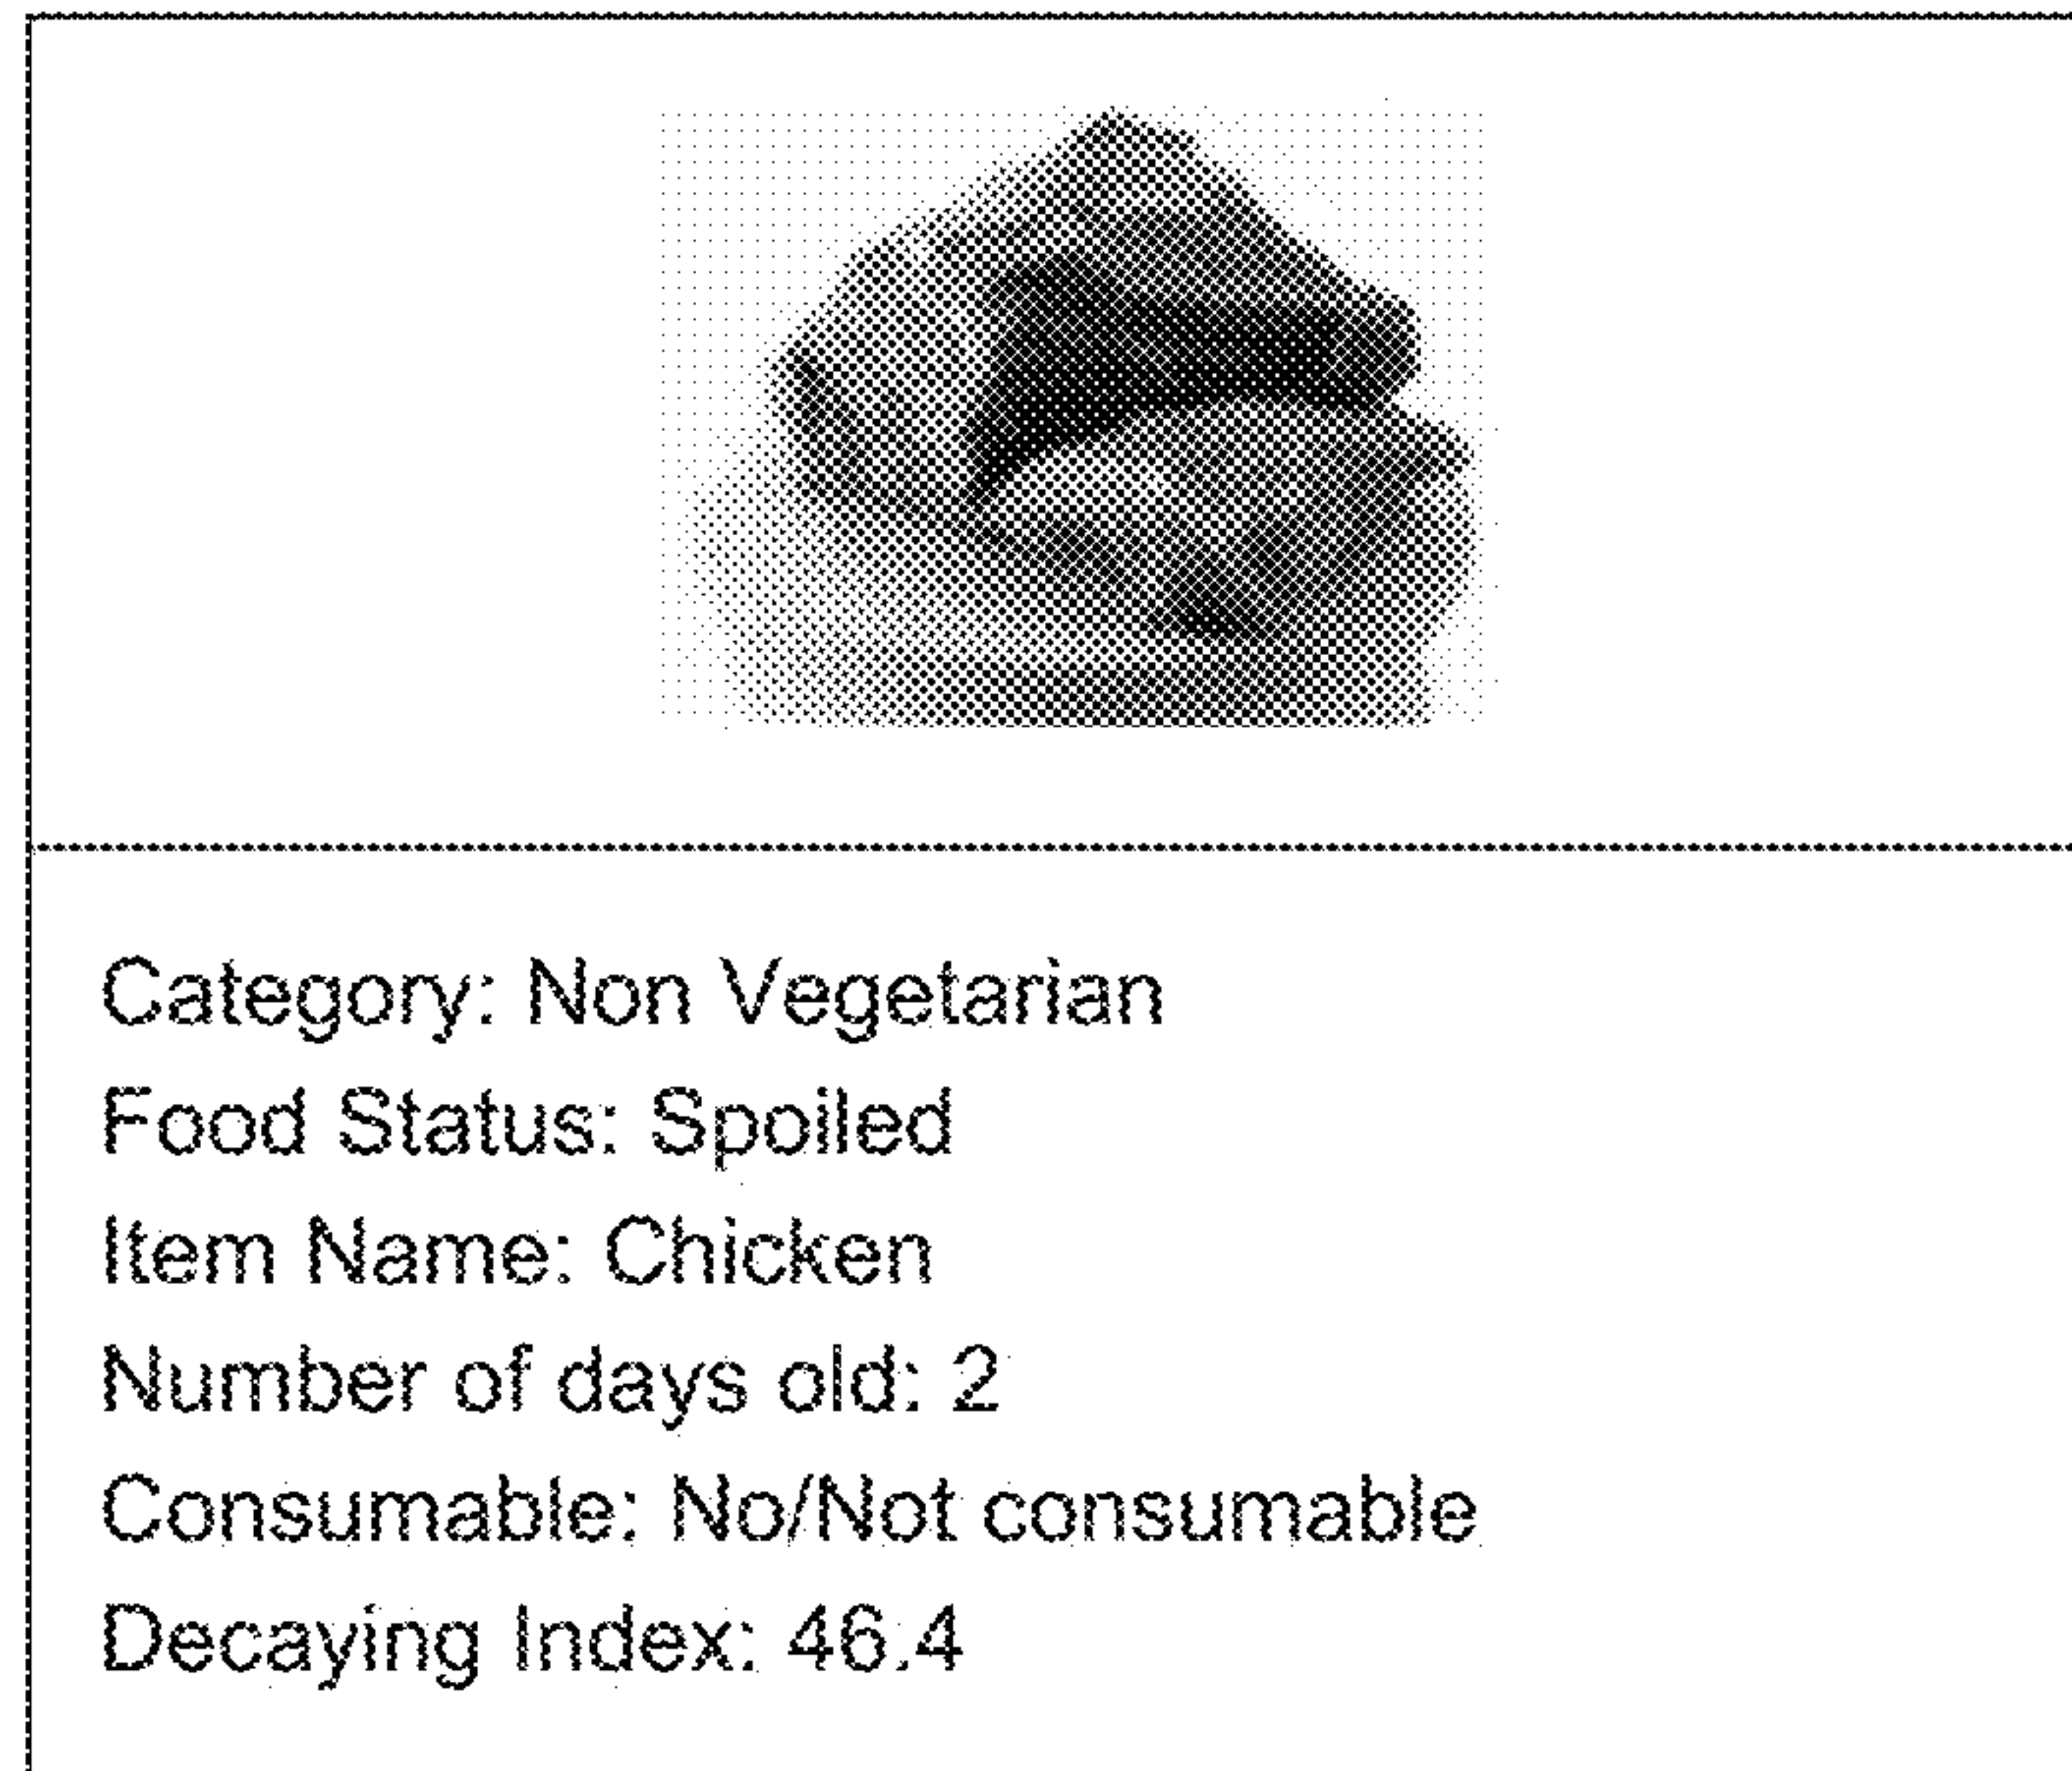 Category: Non Vegetarian
Food Status: Spoiled
Item Name: Chicken
Number of days old: 2
Consumable: No/Not consumable
Decaying Index: 46.4